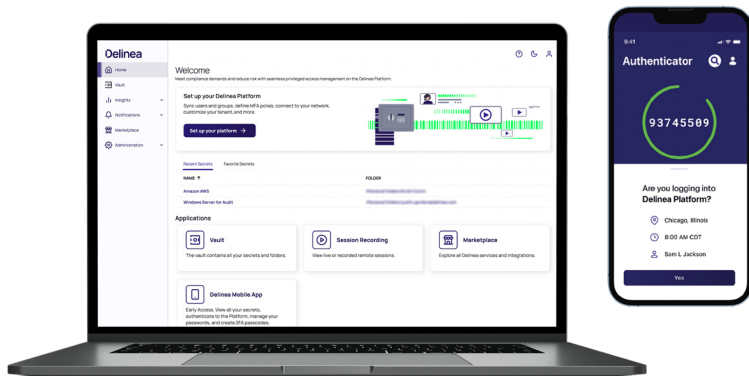 Delinea
Home
Vault
Insights
Notifications
Marketplace
Administration
Welcome
Meet compliance demands and reduce risk with seamless privileged access management on the Delinea Platform.
Set up your Delinea Platform
Sync users and groups, define MFA polies, connect to your network,
customize your tenant, and more.
Set up your platform →
Recent Secrets Favorite Secrets
NAME ↑ FOLDER
Amazon AWS
Windows Server for Audit
Applications
Vault
The vault contains all your secrets and folders.
Session Recording
View live or recorded remote sessions.
Marketplace
Explore all Delinea services and integrations.
Delinea Mobile App
Early Access. View all your secrets,
authenticate to the Platform, manage your
passwords, and create 2FA passcodes.
9:41
Authenticator
93745509
Are you logging into
Delinea Platform?
Chicago, Illinois
8:00 AM CDT
Sam L Jackson
Yes